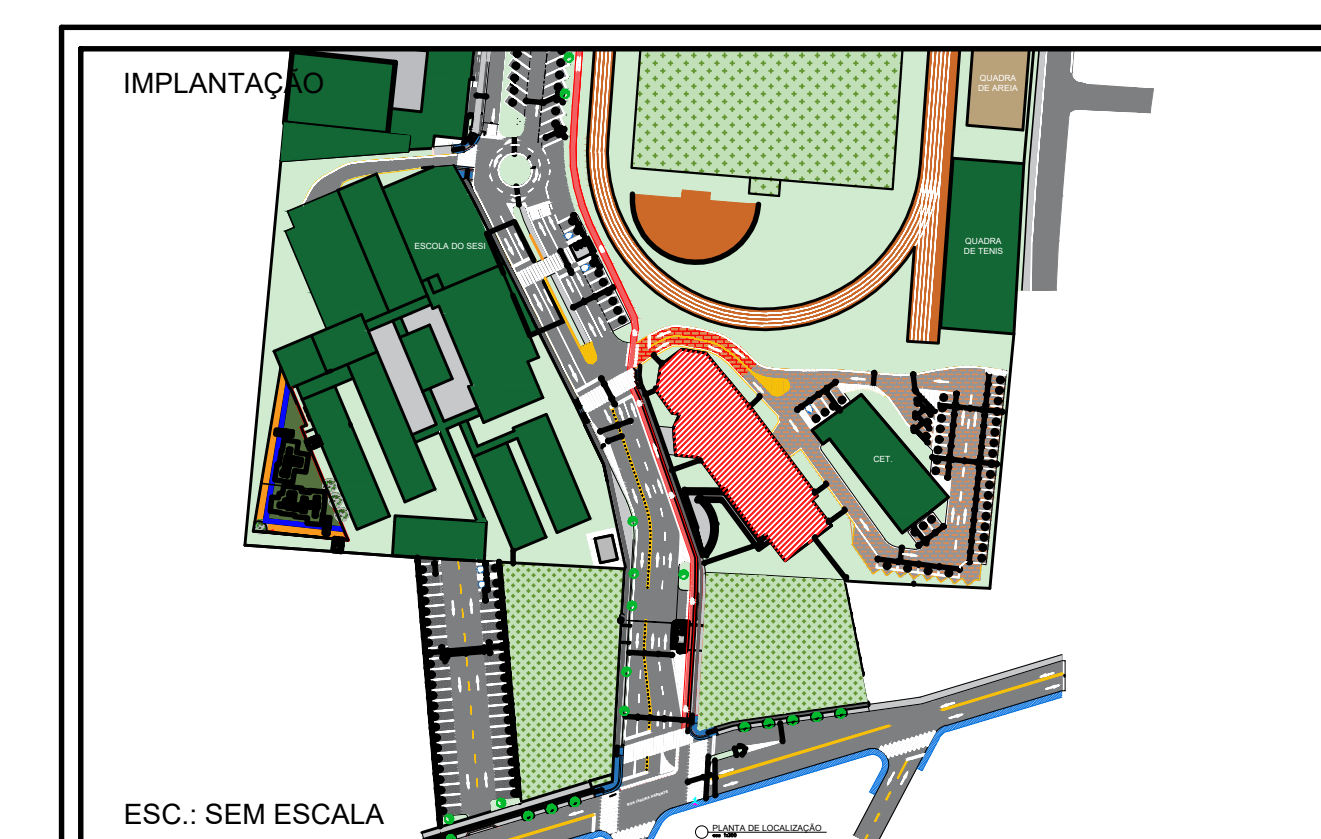 IMPLANTAÇÃO
QUADRA
DE AREIA
ESCOLA DO SESI
QUADRA
DE TENIS
CET.
ESC.: SEM ESCALA
PLANTA DE LOCALIZAÇÃO